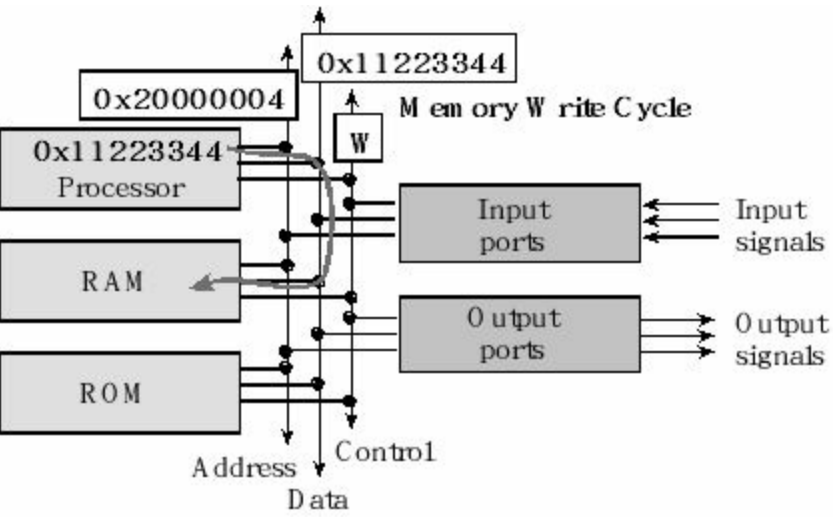 0x11223344
0x20000004
Memory Write Cycle
W
0x11223344
Processor
Input
ports
Input
signals
RAM
Output
ports
Output
signals
ROM
Control
Address
Data